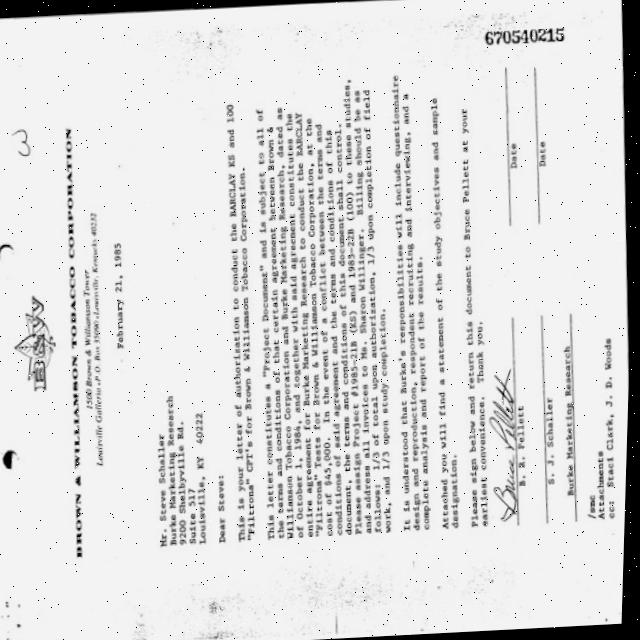 670540215
3
B&W
BROWN & WILLIAMSON TOBACCO CORPORATION
1500 Brown & Williamson Tower
Louisville Galleria • P.O. Box 35090 • Louisville, Kentucky 40232
February 21, 1985
Mr. Steve Schaller
Burke Marketing Research
9200 Shelbyville Rd.
Suite 517
Louisville, KY 40222
Dear Steve:
This is your letter of authorization to conduct the BARCLAY KS and 100
"Filtrona" CPT's for Brown & Williamson Tobacco Corporation.
This letter constitutes a "Project Document" and is subject to all of
the terms and conditions of that certain agreement between Brown &
Williamson Tobacco Corporation and Burke Marketing Research, dated as
of October 1, 1984, and together with said agreement constitutes the
entire agreement for Burke Marketing Research to conduct the BARCLAY
"Filtrona" Tests for Brown & Williamson Tobacco Corporation, at the
cost of $45,000. In the event of a conflict between the terms and
conditions of said agreement and the terms and conditions of this
document, the terms and conditions of this document shall control.
Please assign Project #1985-21B (KS) and 1985-22B (100) to these studies,
and address all invoices to Ms. Sharon Willinger. Billing should be as
follows: 1/3 of total upon authorization, 1/3 upon completion of field
work, and 1/3 upon study completion.
It is understood that Burke's responsibilities will include questionnaire
design and reproduction, respondent recruiting and interviewing, and a
complete analysis and report of the results.
Attached you will find a statement of the study objectives and sample
designation.
Please sign below and return this document to Bruce Pellett at your
earliest convenience. Thank you.
Bruce Pellett
B. R. Pellett
Date
S. J. Schaller
Date
Burke Marketing Research
/smc
Attachments
cc: Staci Clark, J. D. Woods